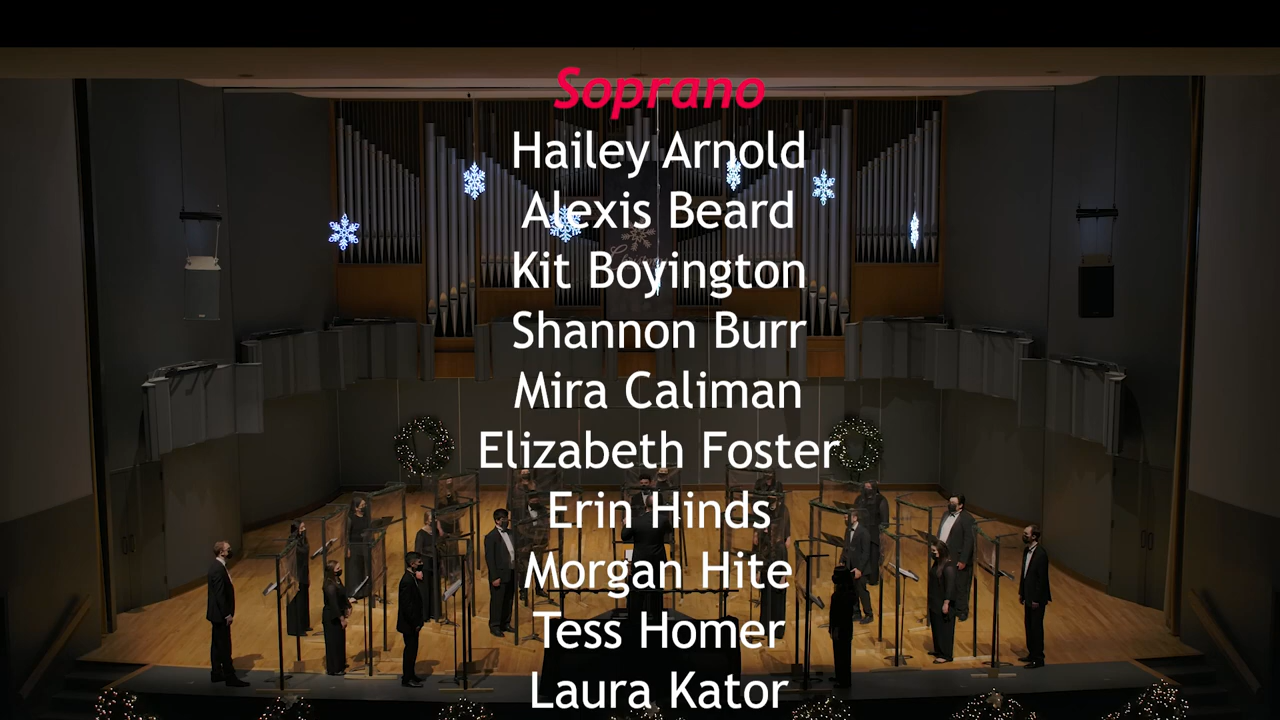 Soprano
Hailey Arnold
Alexis Beard
Kit Boyington
Shannon Burr
Mira Caliman
Elizabeth Foster
Erin Hinds
Morgan Hite
Tess Homer
Laura Kator